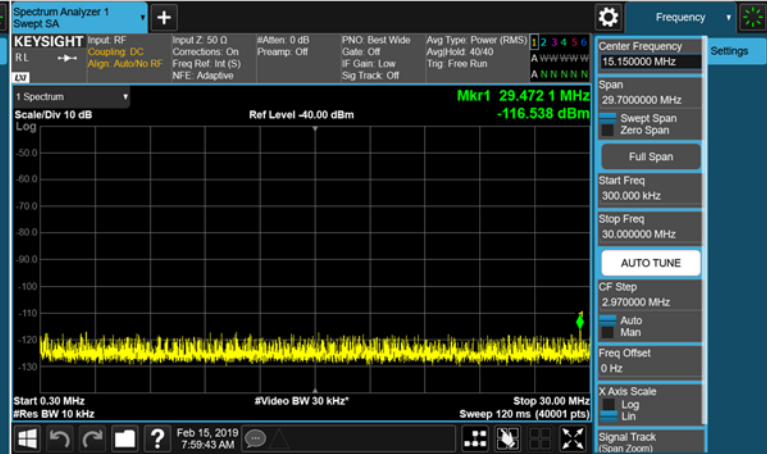 Spectrum Analyzer 1
Swept SA
Frequency
KEYSIGHT
RL
LXI
Input: RF
Coupling: DC
Align: Auto/No RF
Input Z: 50 Ω
Corrections: On
Freq Ref: Int (S)
NFE: Adaptive
#Atten: 0 dB
Preamp: Off
PNO: Best Wide
Gate: Off
IF Gain: Low
Sig Track: Off
Avg Type: Power (RMS)
Avg|Hold: 40/40
Trig: Free Run
1 2 3 4 5 6
A W W W W W
A N N N N N
1 Spectrum
Scale/Div 10 dB
Log
Ref Level -40.00 dBm
Mkr1 29.472 1 MHz
-116.538 dBm
-50.0
-60.0
-70.0
-80.0
-90.0
-100
-110
-120
-130
Start 0.30 MHz
#Res BW 10 kHz
#Video BW 30 kHz*
Stop 30.00 MHz
Sweep 120 ms (40001 pts)
Feb 15, 2019
7:59:43 AM
?
Center Frequency
15.150000 MHz
Span
29.7000000 MHz
Swept Span
Zero Span
Full Span
Start Freq
300.000 kHz
Stop Freq
30.000000 MHz
AUTO TUNE
CF Step
2.970000 MHz
Auto
Man
Freq Offset
0 Hz
X Axis Scale
Log
Lin
Signal Track
(Span Zoom)
Settings